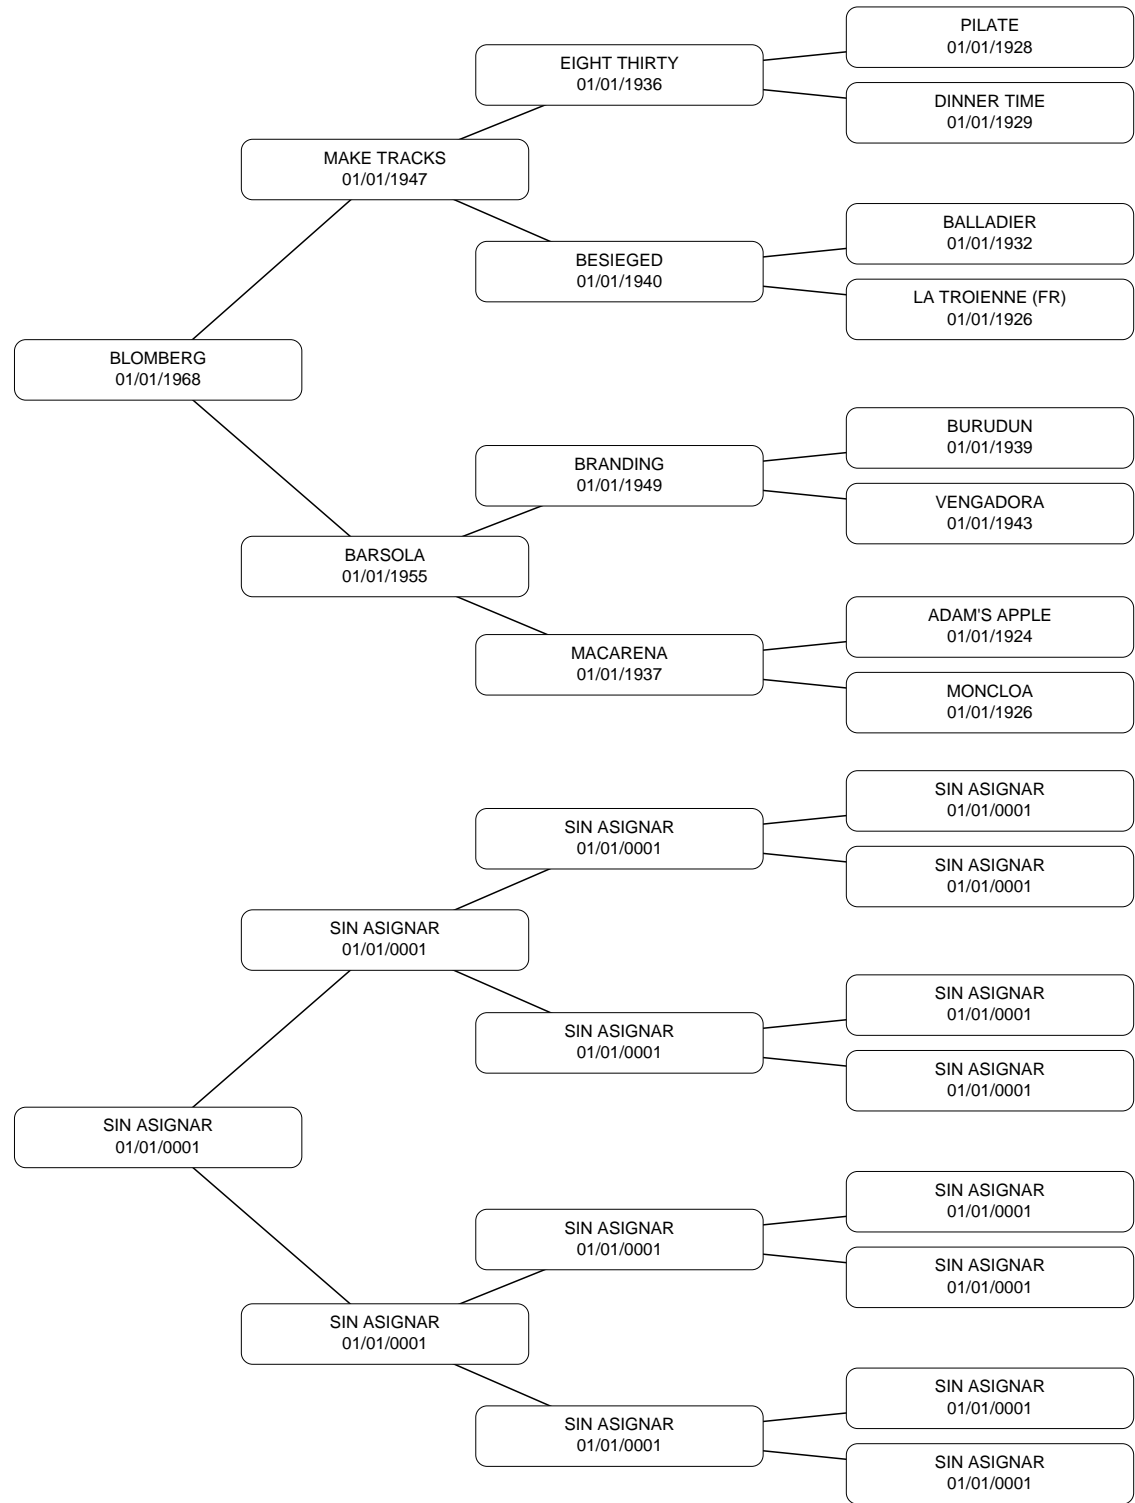 PILATE
01/01/1928
EIGHT THIRTY
01/01/1936
DINNER TIME
01/01/1929
MAKE TRACKS
01/01/1947
BALLADIER
01/01/1932
BESIEGED
01/01/1940
LA TROIENNE (FR)
01/01/1926
BLOMBERG
01/01/1968
BURUDUN
01/01/1939
BRANDING
01/01/1949
VENGADORA
01/01/1943
BARSOLA
01/01/1955
ADAM'S APPLE
01/01/1924
MACARENA
01/01/1937
MONCLOA
01/01/1926
SIN ASIGNAR
01/01/0001
SIN ASIGNAR
01/01/0001
SIN ASIGNAR
01/01/0001
SIN ASIGNAR
01/01/0001
SIN ASIGNAR
01/01/0001
SIN ASIGNAR
01/01/0001
SIN ASIGNAR
01/01/0001
SIN ASIGNAR
01/01/0001
SIN ASIGNAR
01/01/0001
SIN ASIGNAR
01/01/0001
SIN ASIGNAR
01/01/0001
SIN ASIGNAR
01/01/0001
SIN ASIGNAR
01/01/0001
SIN ASIGNAR
01/01/0001
SIN ASIGNAR
01/01/0001